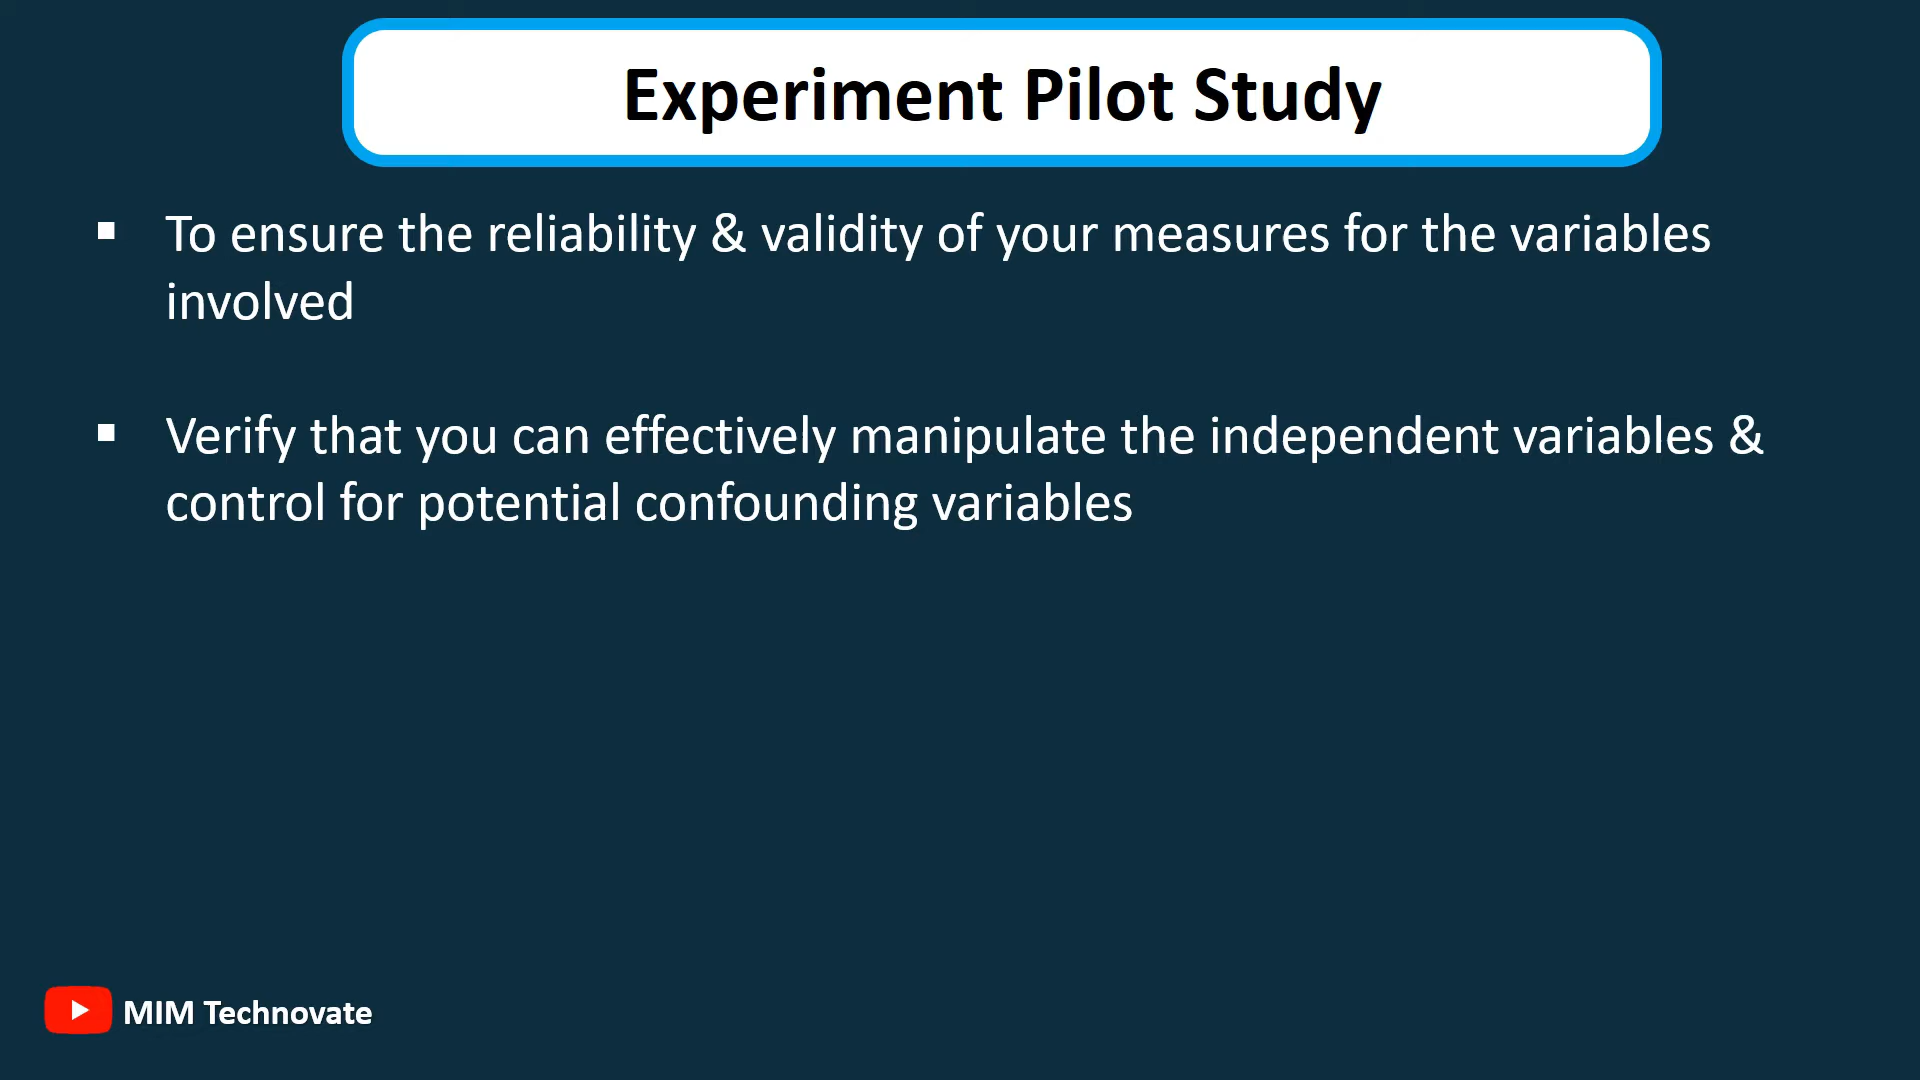 Experiment Pilot Study
▪ To ensure the reliability & validity of your measures for the variables
involved
▪ Verify that you can effectively manipulate the independent variables &
control for potential confounding variables
MIM Technovate